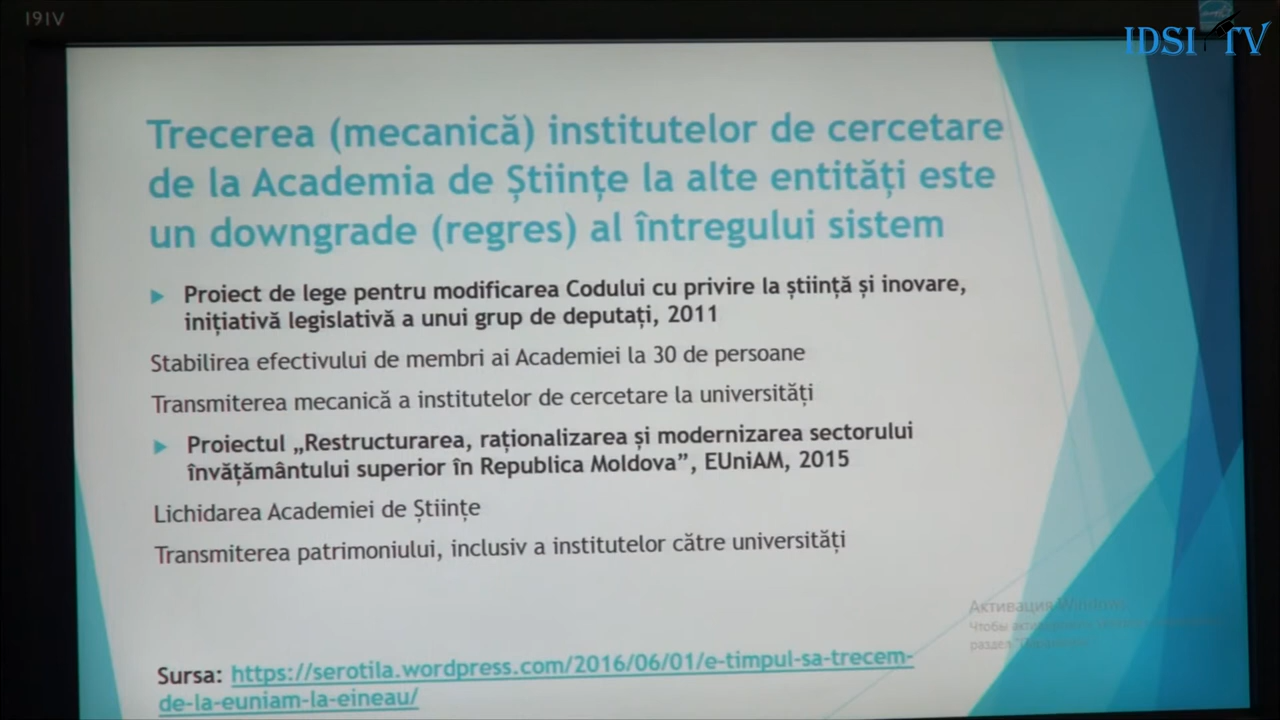 I9IV
IDSI TV
Trecerea (mecanică) institutelor de cercetare
de la Academia de Științe la alte entități este
un downgrade (regres) al întregului sistem
Proiect de lege pentru modificarea Codului cu privire la știință și inovare,
inițiativă legislativă a unui grup de deputați, 2011
Stabilirea efectivului de membri ai Academiei la 30 de persoane
Transmiterea mecanică a institutelor de cercetare la universități
Proiectul „Restructurarea, raționalizarea și modernizarea sectorului
învățământului superior în Republica Moldova”, EUniAM, 2015
Lichidarea Academiei de Științe
Transmiterea patrimoniului, inclusiv a institutelor către universități
Активация Windows
Чтобы
раздел
Sursa: https://serotila.wordpress.com/2016/06/01/e-timpul-sa-trecem-
de-la-euniam-la-eineau/